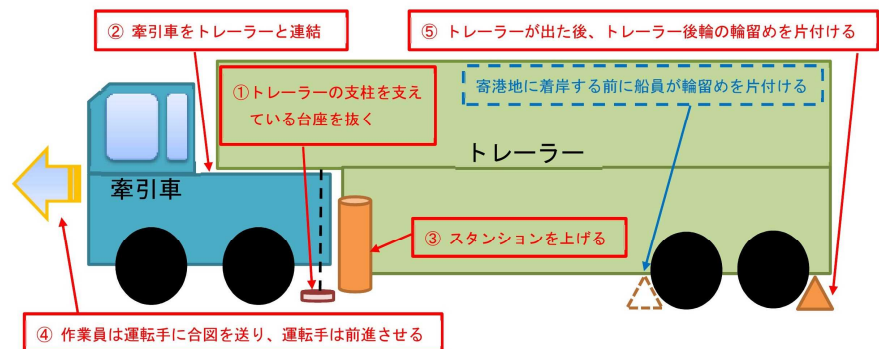 ② 牽引車をトレーラーと連結
⑤ トレーラーが出た後、トレーラー後輪の輪留めを片付ける
①トレーラーの支柱を支え
ている台座を抜く
寄港地に着岸する前に船員が輪留めを片付ける
トレーラー
牽引車
③ スタンションを上げる
④ 作業員は運転手に合図を送り、運転手は前進させる